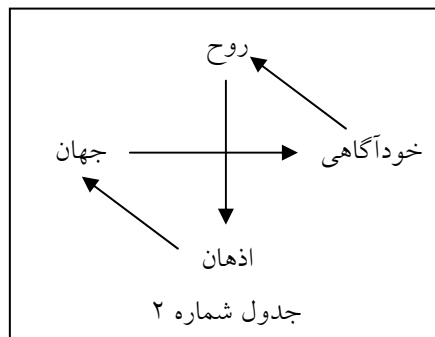 روح
خودآگاهی
جهان
اذهان
جدول شماره ۲